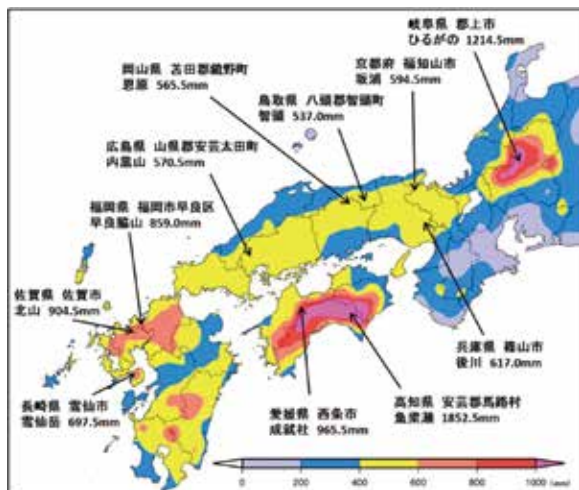 岐阜県 郡上市
ひるがの 1214.5mm
岡山県 苫田郡鏡野町
恩原 565.5mm
京都府 福知山市
坂浦 594.5mm
鳥取県 八頭郡智頭町
智頭 537.0mm
広島県 山県郡安芸太田町
内黒山 570.5mm
福岡県 福岡市早良区
早良脇山 859.0mm
佐賀県 佐賀市
北山 904.5mm
長崎県 雲仙市
雲仙岳 697.5mm
兵庫県 篠山市
後川 617.0mm
高知県 安芸郡馬路村
魚梁瀬 1852.5mm
愛媛県 西条市
成就社 965.5mm
0 200 400 600 800 1000 (mm)